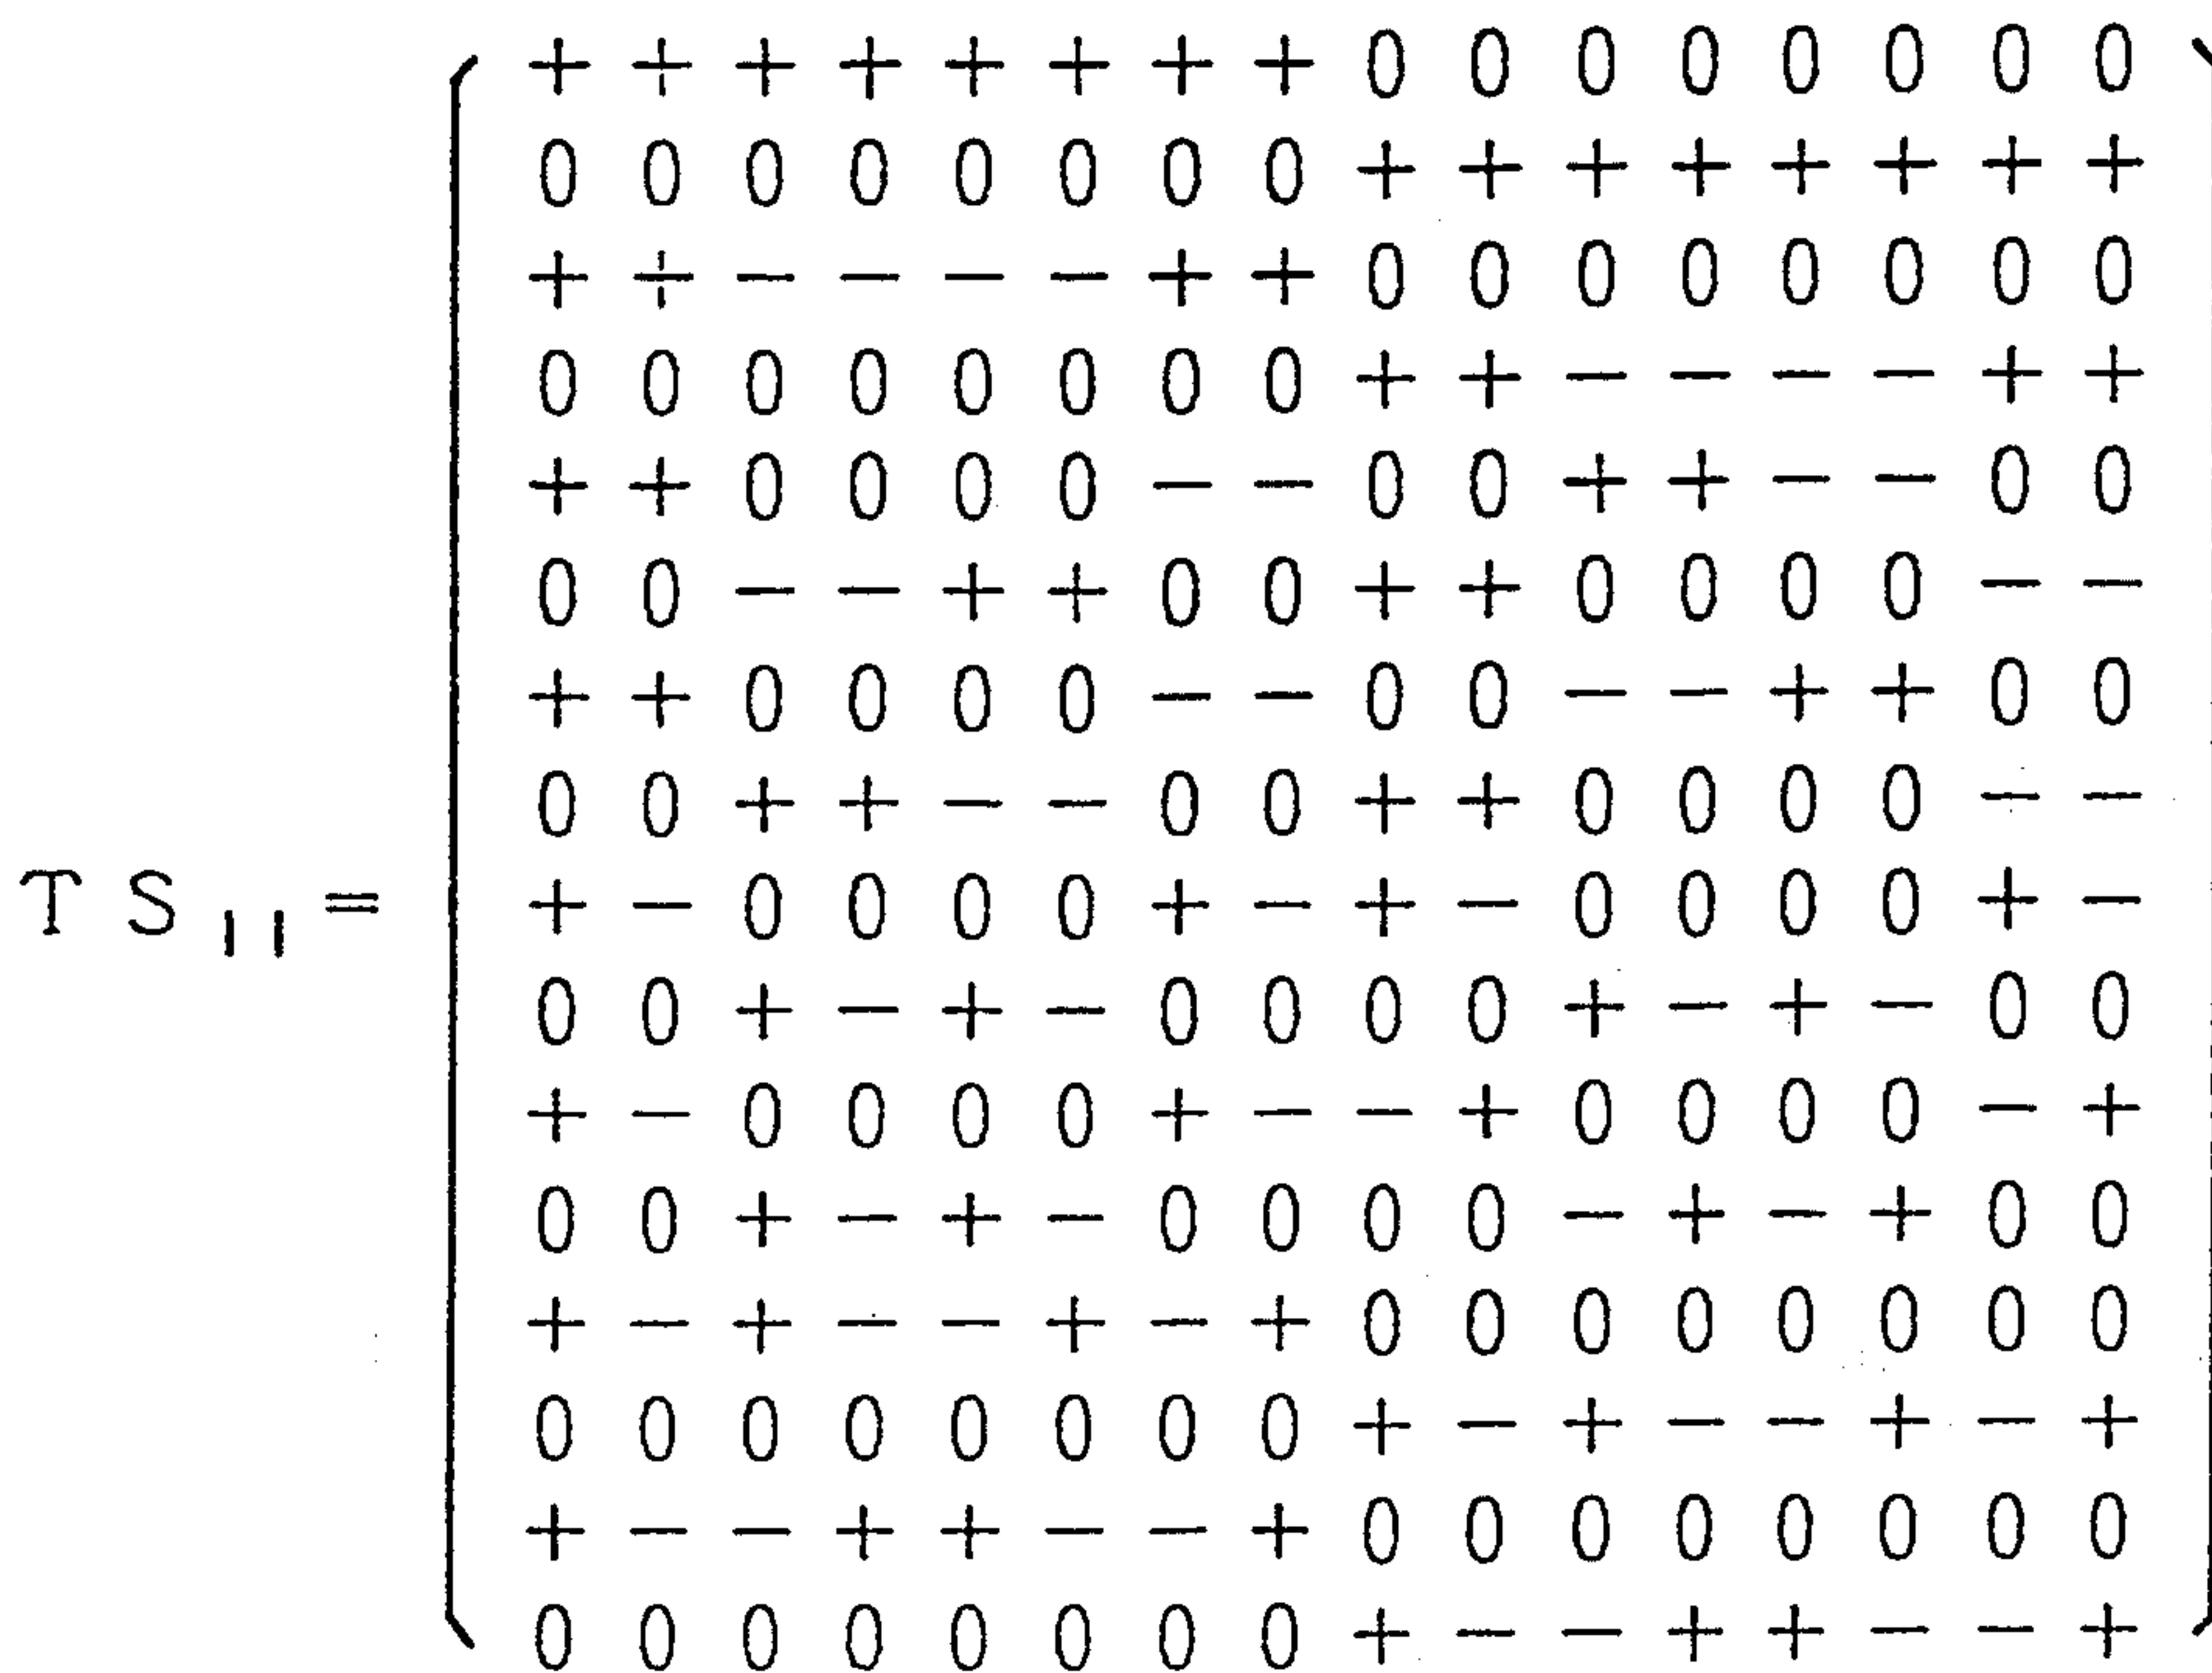 + + + + + + + + 0 0 0 0 0 0 0 0
0 0 0 0 0 0 0 0 + + + + + + + +
+ + − − − − + + 0 0 0 0 0 0 0 0
0 0 0 0 0 0 0 0 + + − − − − + +
+ + 0 0 0 0 − − 0 0 + + − − 0 0
0 0 − − + + 0 0 + + 0 0 0 0 − −
+ + 0 0 0 0 − − 0 0 − − + + 0 0
0 0 + + − − 0 0 + + 0 0 0 0 − −
TS₁₁ = + − 0 0 0 0 + − + − 0 0 0 0 + −
0 0 + − + − 0 0 0 0 + − + − 0 0
+ − 0 0 0 0 + − − + 0 0 0 0 − +
0 0 + − + − 0 0 0 0 − + − + 0 0
+ − + − − + − + 0 0 0 0 0 0 0 0
0 0 0 0 0 0 0 0 + − + − − + − +
+ − − + + − − + 0 0 0 0 0 0 0 0
0 0 0 0 0 0 0 0 + − − + + − − +